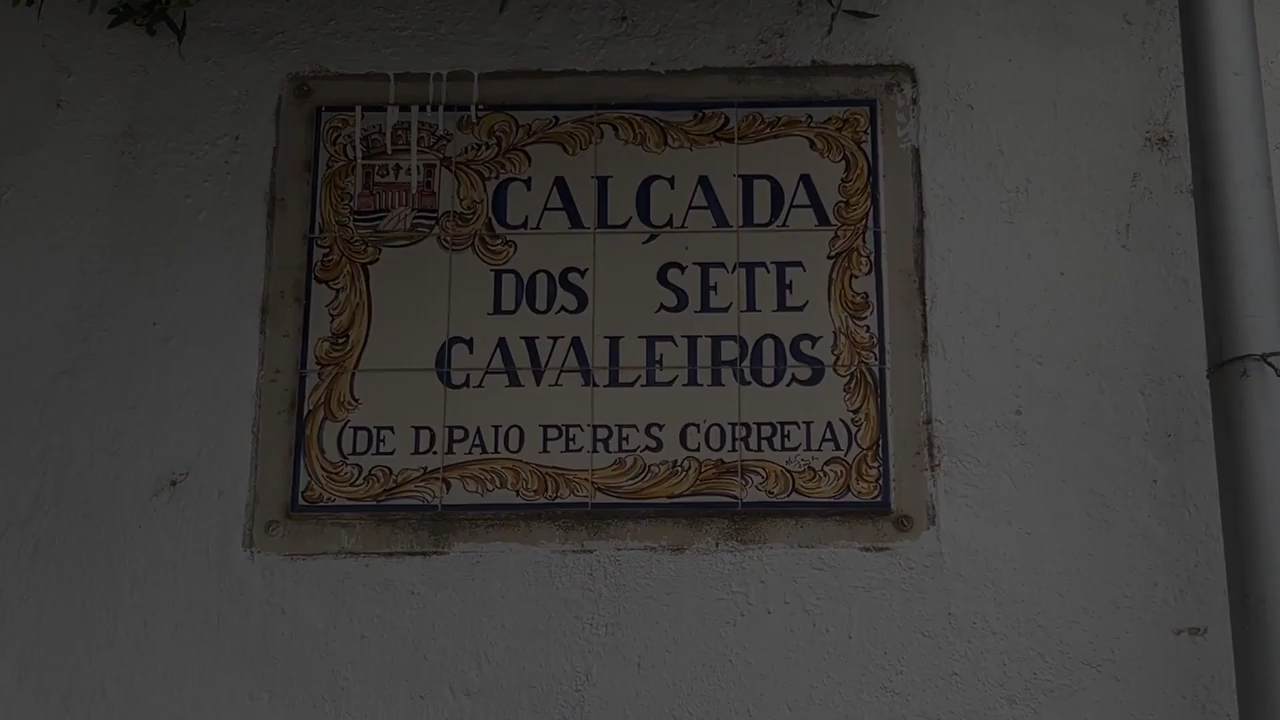 CALÇADA
DOS SETE
CAVALEIROS
(DE D. PAIO PERES CORREIA)